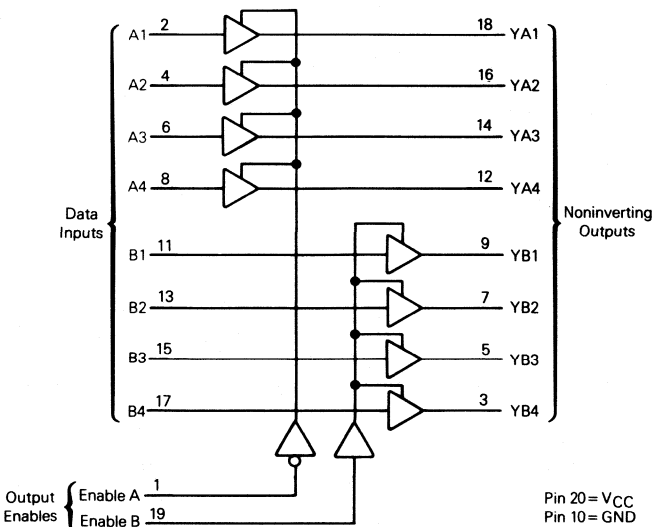 A1 2 18 YA1
A2 4 16 YA2
A3 6 14 YA3
A4 8 12 YA4
Data
Inputs
Noninverting
Outputs
B1 11 9 YB1
B2 13 7 YB2
B3 15 5 YB3
B4 17 3 YB4
Output
Enables
Enable A 1
Enable B 19
Pin 20 = VCC
Pin 10 = GND